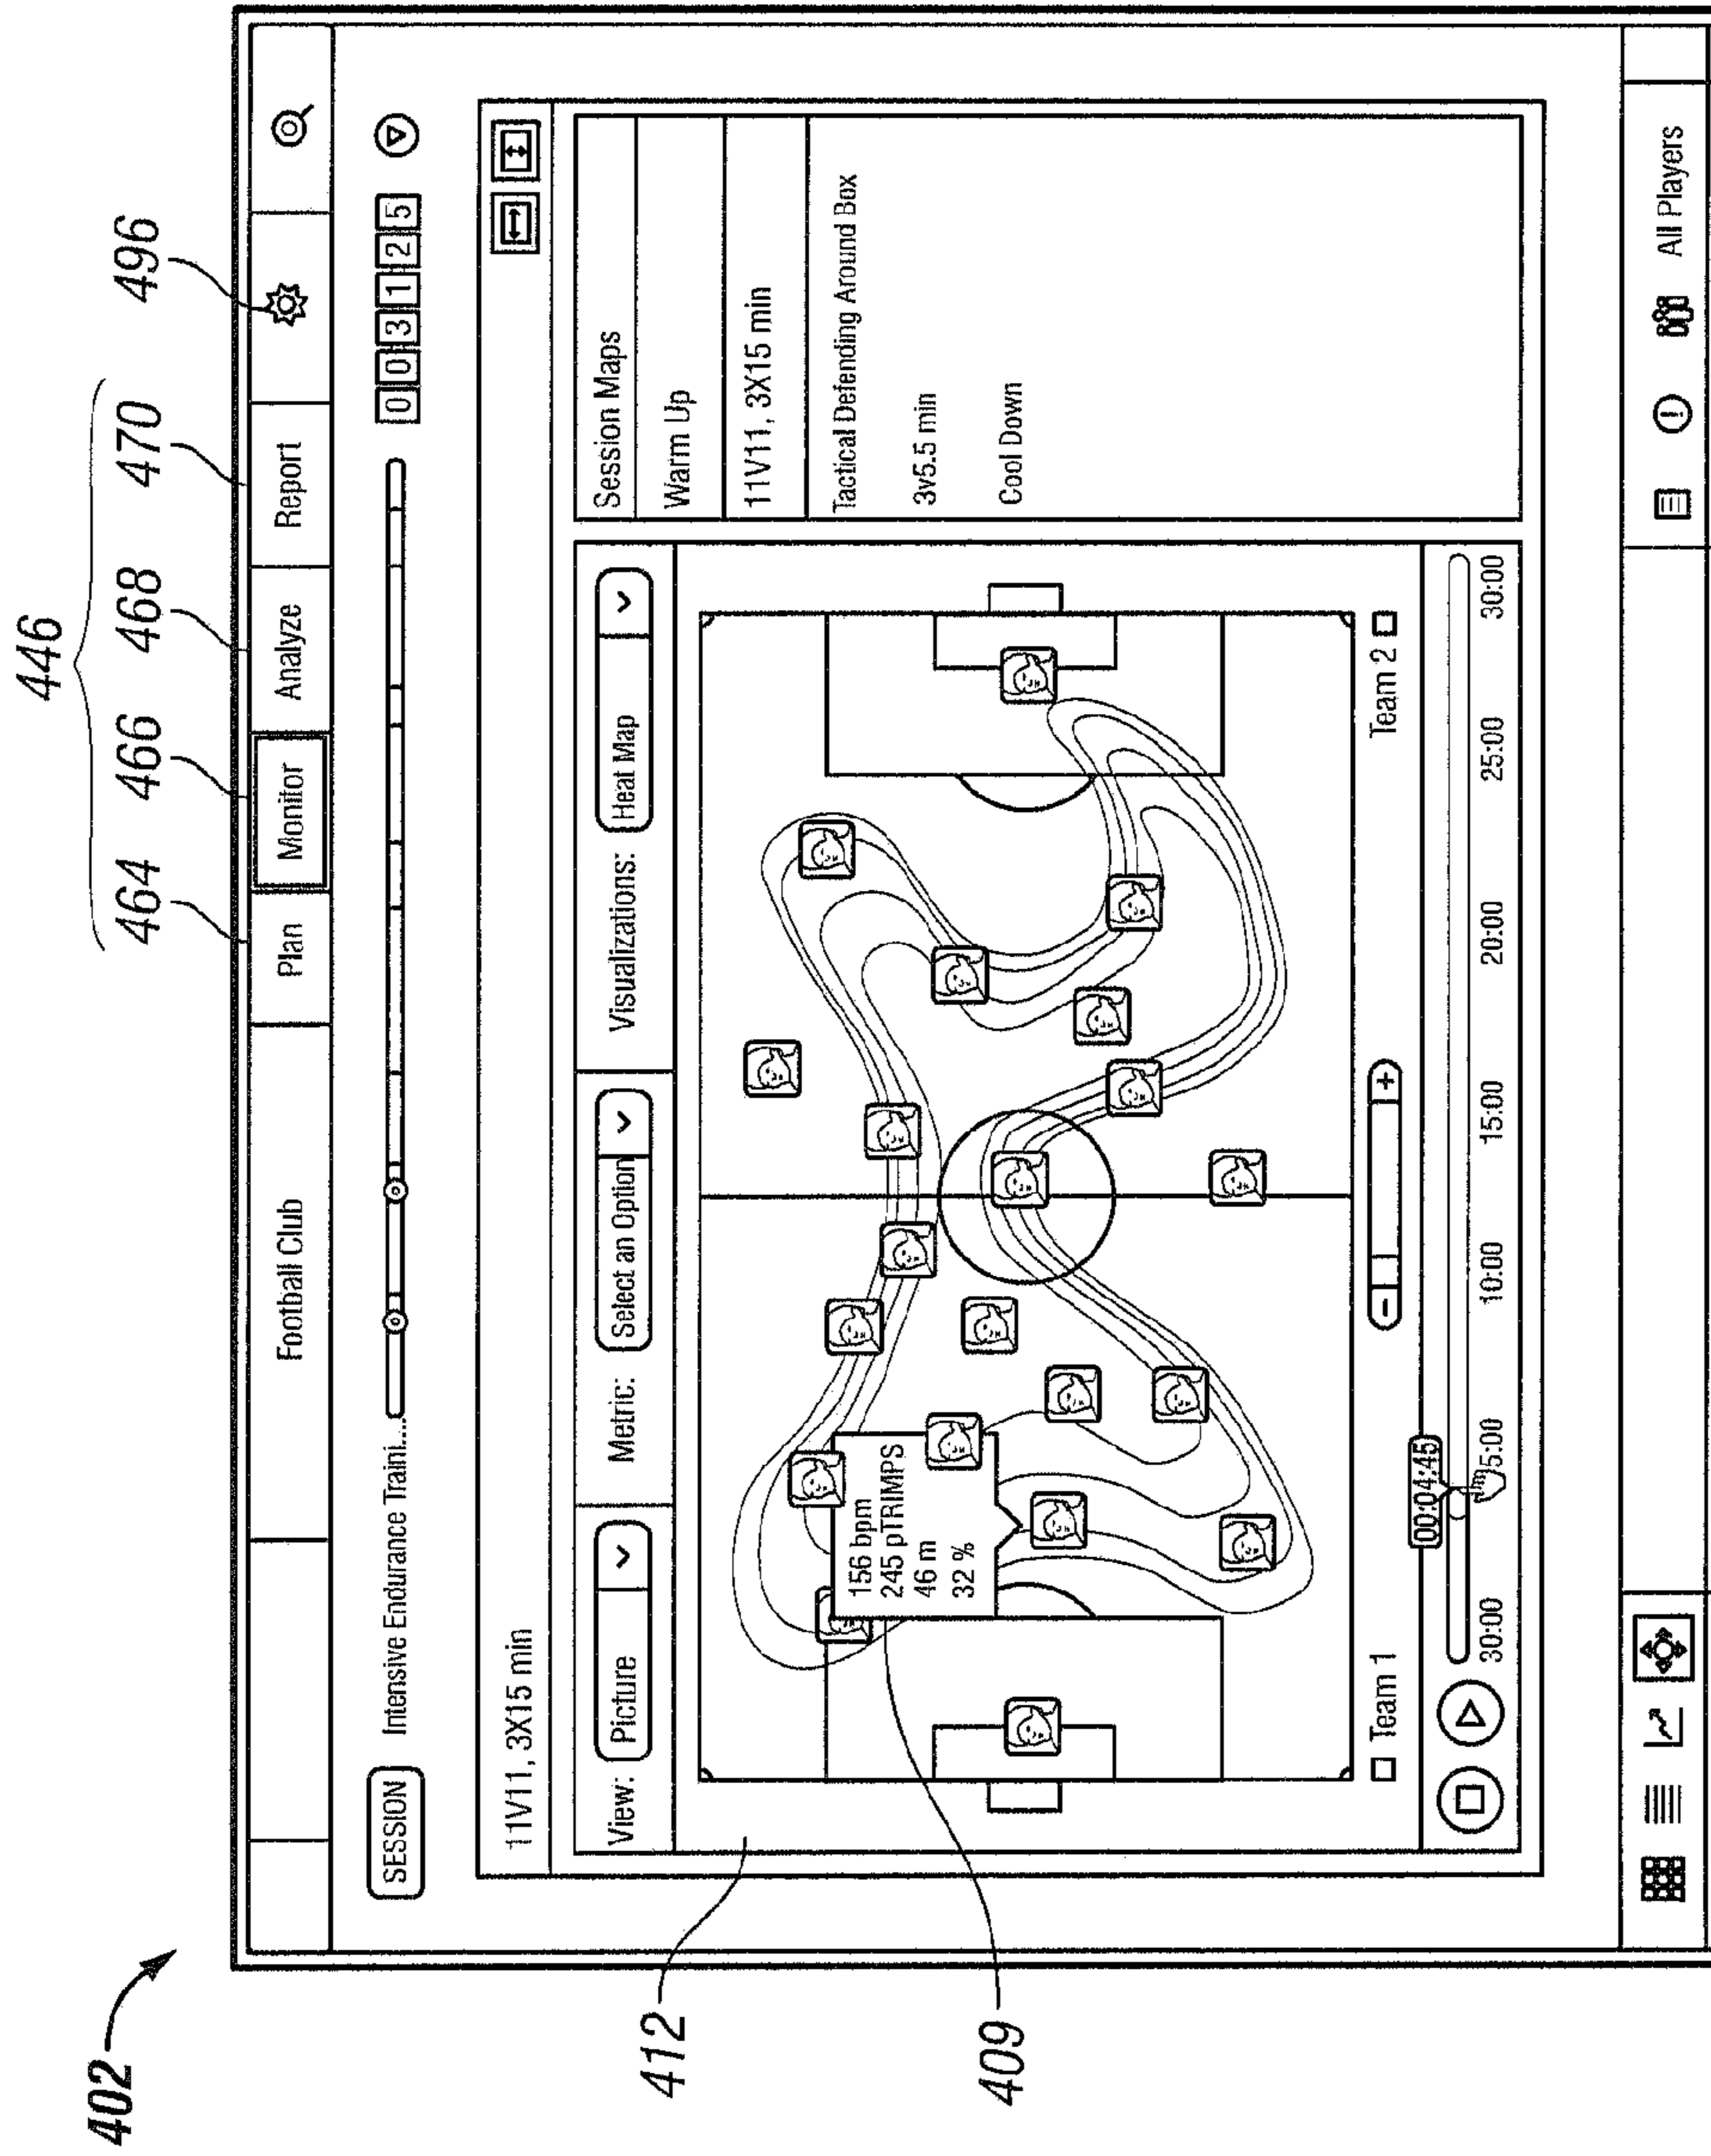 402
446
464 466 468 470 496
Football Club Plan Monitor Analyze Report
SESSION Intensive Endurance Traini.... 0 0 3 1 2 5
11V11, 3X15 min
View: Picture Metric: Select an Option Visualizations: Heat Map
Session Maps
Warm Up
11V11, 3X15 min
Tactical Defending Around Box
3v5.5 min
Cool Down
156 bpm
245 pTRIMPS
46 m
32 %
412
409
Team 1 − + Team 2
00:04:45
30:00 5:00 10:00 15:00 20:00 25:00 30:00
All Players